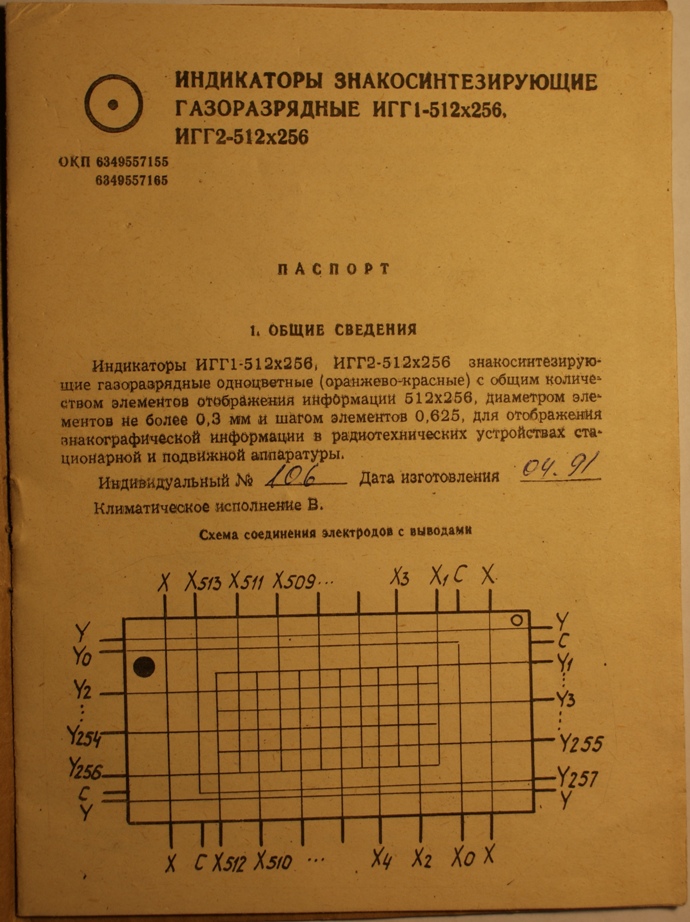 ИНДИКАТОРЫ ЗНАКОСИНТЕЗИРУЮЩИЕ
ГАЗОРАЗРЯДНЫЕ ИГГ1-512х256,
ИГГ2-512х256
ОКП 6349557155
6349557165
ПАСПОРТ
1. ОБЩИЕ СВЕДЕНИЯ
Индикаторы ИГГ1-512х256, ИГГ2-512х256 знакосинтезирую-
щие газоразрядные одноцветные (оранжево-красные) с общим количе-
ством элементов отображения информации 512х256, диаметром эле-
ментов не более 0,3 мм и шагом элементов 0,625, для отображения
знакографической информации в радиотехнических устройствах ста-
ционарной и подвижной аппаратуры.
Индивидуальный № 106 Дата изготовления 04.91
Климатическое исполнение В.
Схема соединения электродов с выводами
X X513 X511 X509... X3 X1 C X
Y Y
Y0 C
Y2 Y1
... ...
Y254 Y3
...
Y256 Y255
C Y257
Y Y
X C X512 X510 ... X4 X2 X0 X